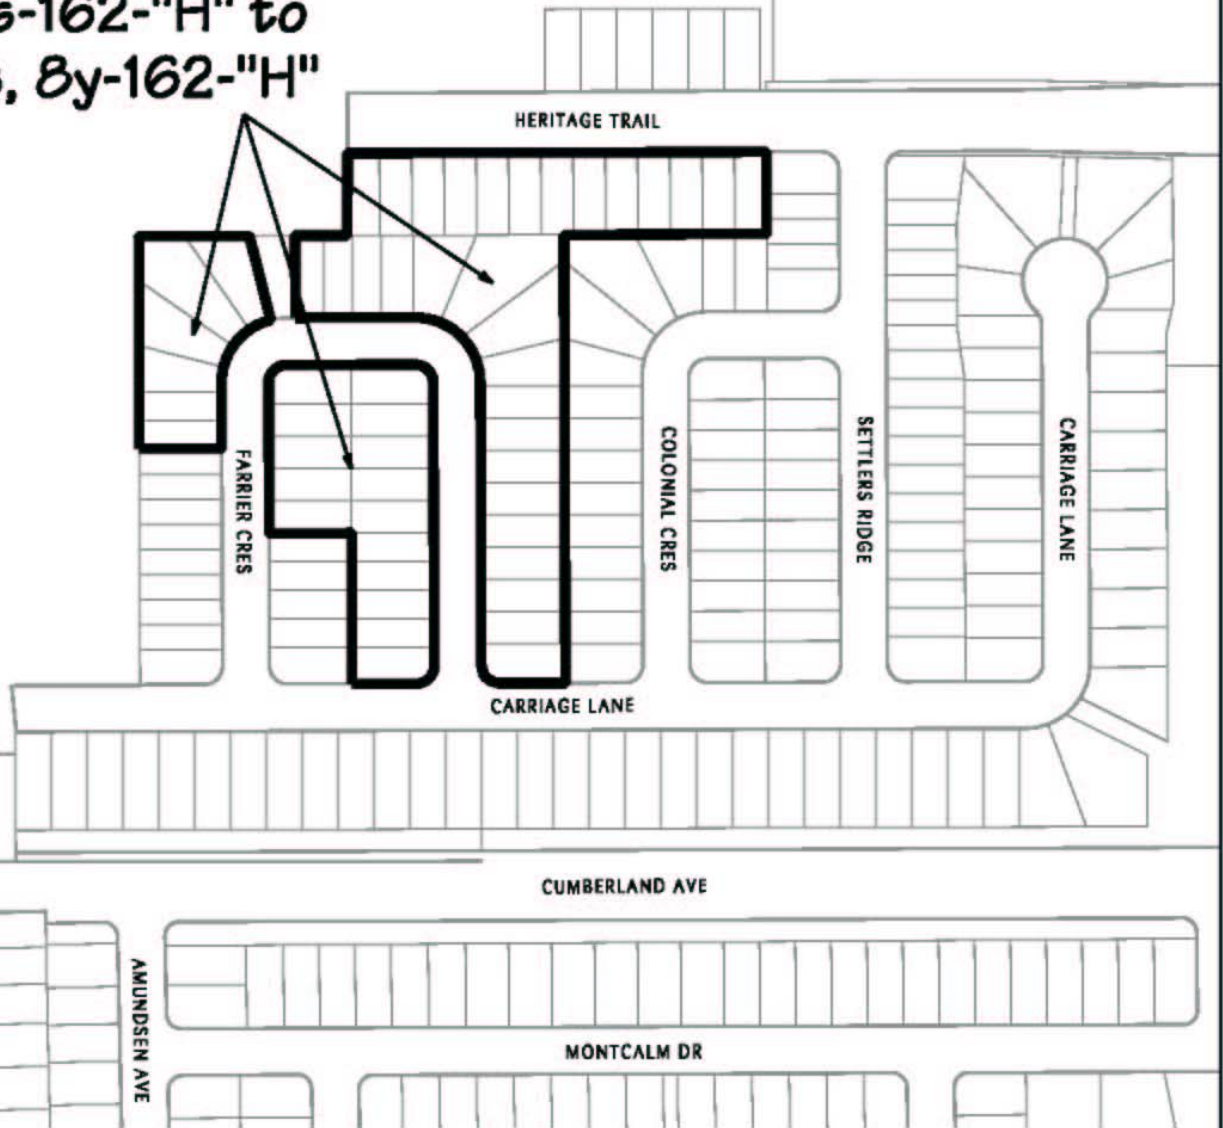 s-162-"H" to
, 8y-162-"H"
HERITAGE TRAIL
FARRIER CRES
COLONIAL CRES
SETTLERS RIDGE
CARRIAGE LANE
CARRIAGE LANE
CUMBERLAND AVE
AMUNDSEN AVE
MONTCALM DR